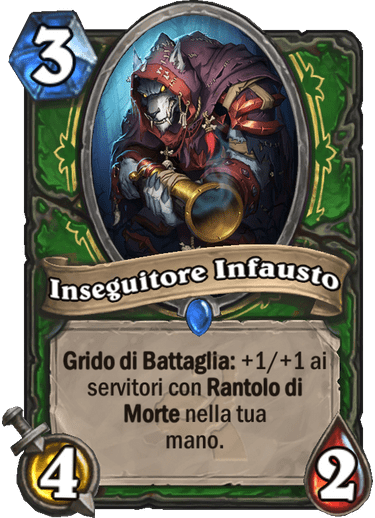 3
Inseguitore Infausto
Grido di Battaglia: +1/+1 ai
servitori con Rantolo di
Morte nella tua
mano.
4
2